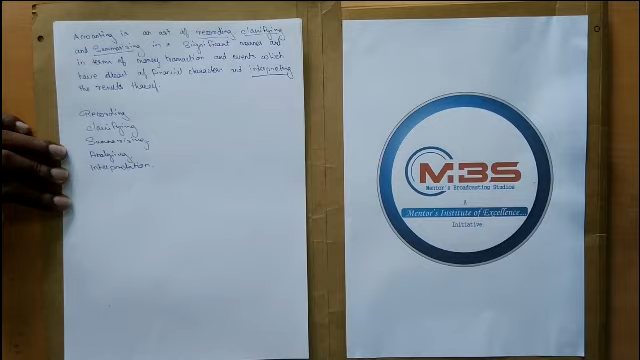 Accounting is an art of recording, classifying
and summarising in a significant manner and
in terms of money transaction and events which
have atleast of financial character and interpreting
the results thereof.
Recording
Classifying
Summarising
Analysing
Interpretation.
M3S
Mentor's Broadcasting Studios
A
Mentor's Institute of Excellence...
Initiative